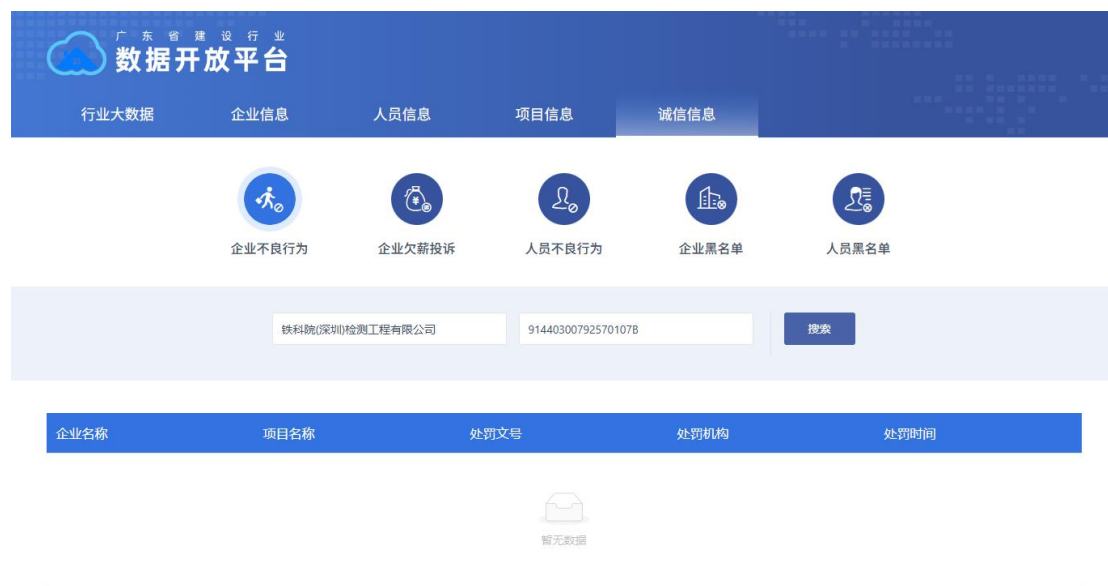 广东省建设行业
数据开放平台
行业大数据 企业信息 人员信息 项目信息 诚信信息
企业不良行为 企业欠薪投诉 人员不良行为 企业黑名单 人员黑名单
铁科院(深圳)检测工程有限公司 91440300792570107B 搜索
企业名称 项目名称 处罚文号 处罚机构 处罚时间
暂无数据